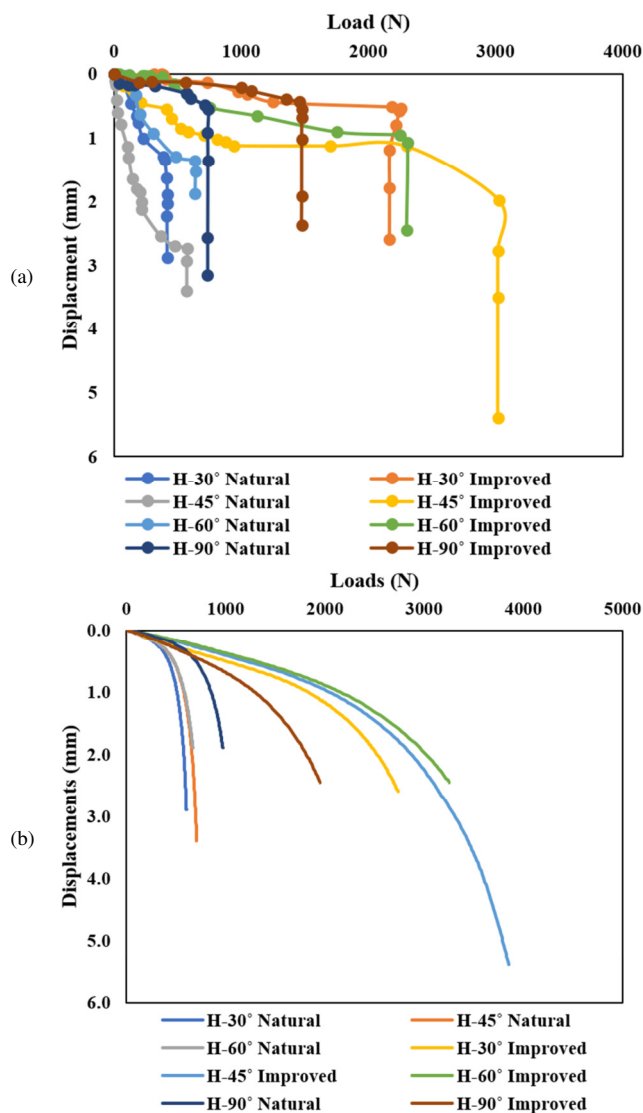 Load (N)
0 1000 2000 3000 4000
0
1
2
3
4
5
6
Displacment (mm)
(a)
H-30° Natural H-30° Improved
H-45° Natural H-45° Improved
H-60° Natural H-60° Improved
H-90° Natural H-90° Improved
Loads (N)
0 1000 2000 3000 4000 5000
0.0
1.0
2.0
3.0
4.0
5.0
6.0
Displacements (mm)
(b)
H-30° Natural H-45° Natural
H-60° Natural H-30° Improved
H-45° Improved H-60° Improved
H-90° Natural H-90° Improved